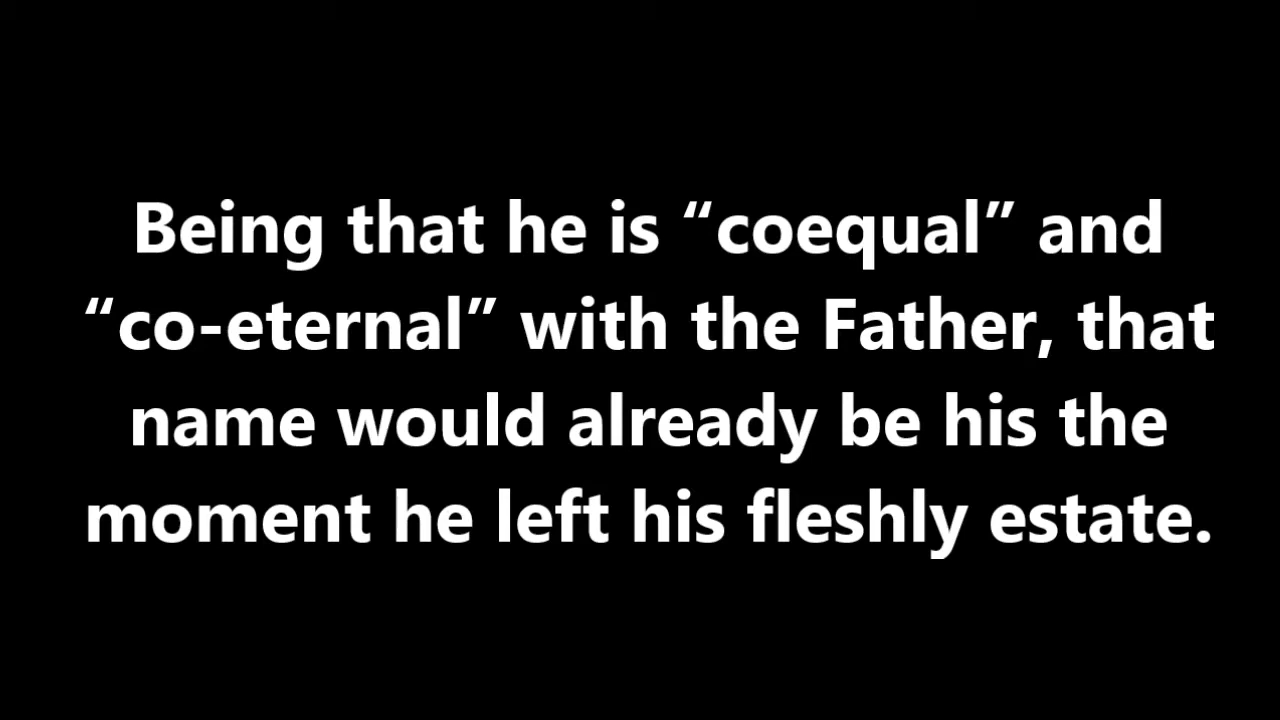 Being that he is “coequal” and
“co-eternal” with the Father, that
name would already be his the
moment he left his fleshly estate.